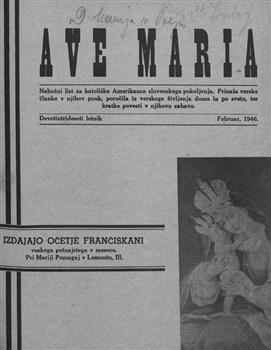 AVE MARIA
Nabožni list za katoliške Amerikance slovenskega pokoljenja. Prinaša verske
članke v njihov pouk, poročila iz verskega življenja doma in po svetu, ter
kratke povesti v njihovo zabavo.
Devetintrideseti letnik
Februar, 1946.
IZDAJAJO OČETJE FRANČIŠKANI
vsakega petnajstega v mesecu.
Pri Mariji Pomagaj v Lemontu, Ill.